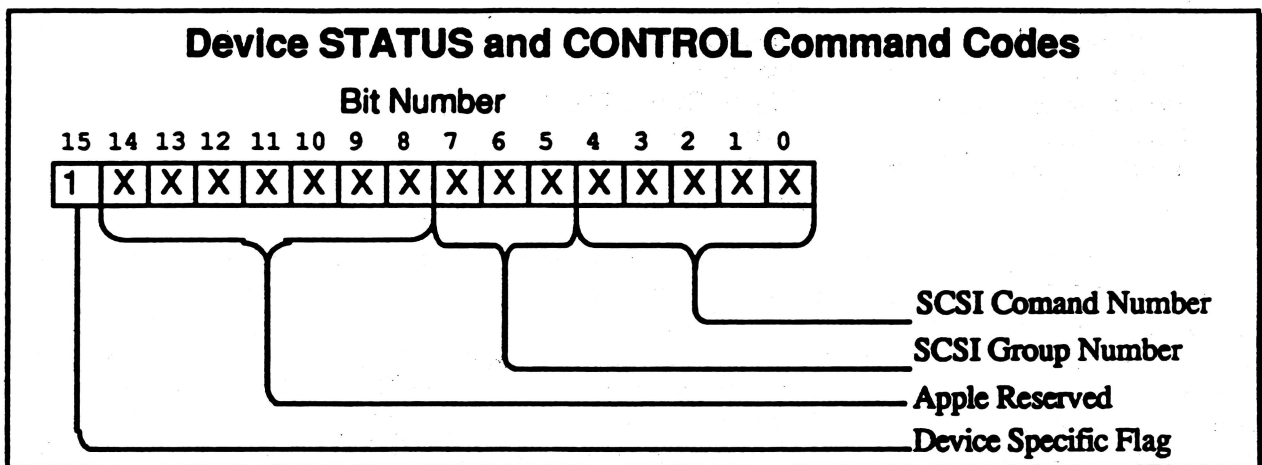 Device STATUS and CONTROL Command Codes
Bit Number
15 14 13 12 11 10 9 8 7 6 5 4 3 2 1 0
1 X X X X X X X X X X X X X X X
SCSI Comand Number
SCSI Group Number
Apple Reserved
Device Specific Flag